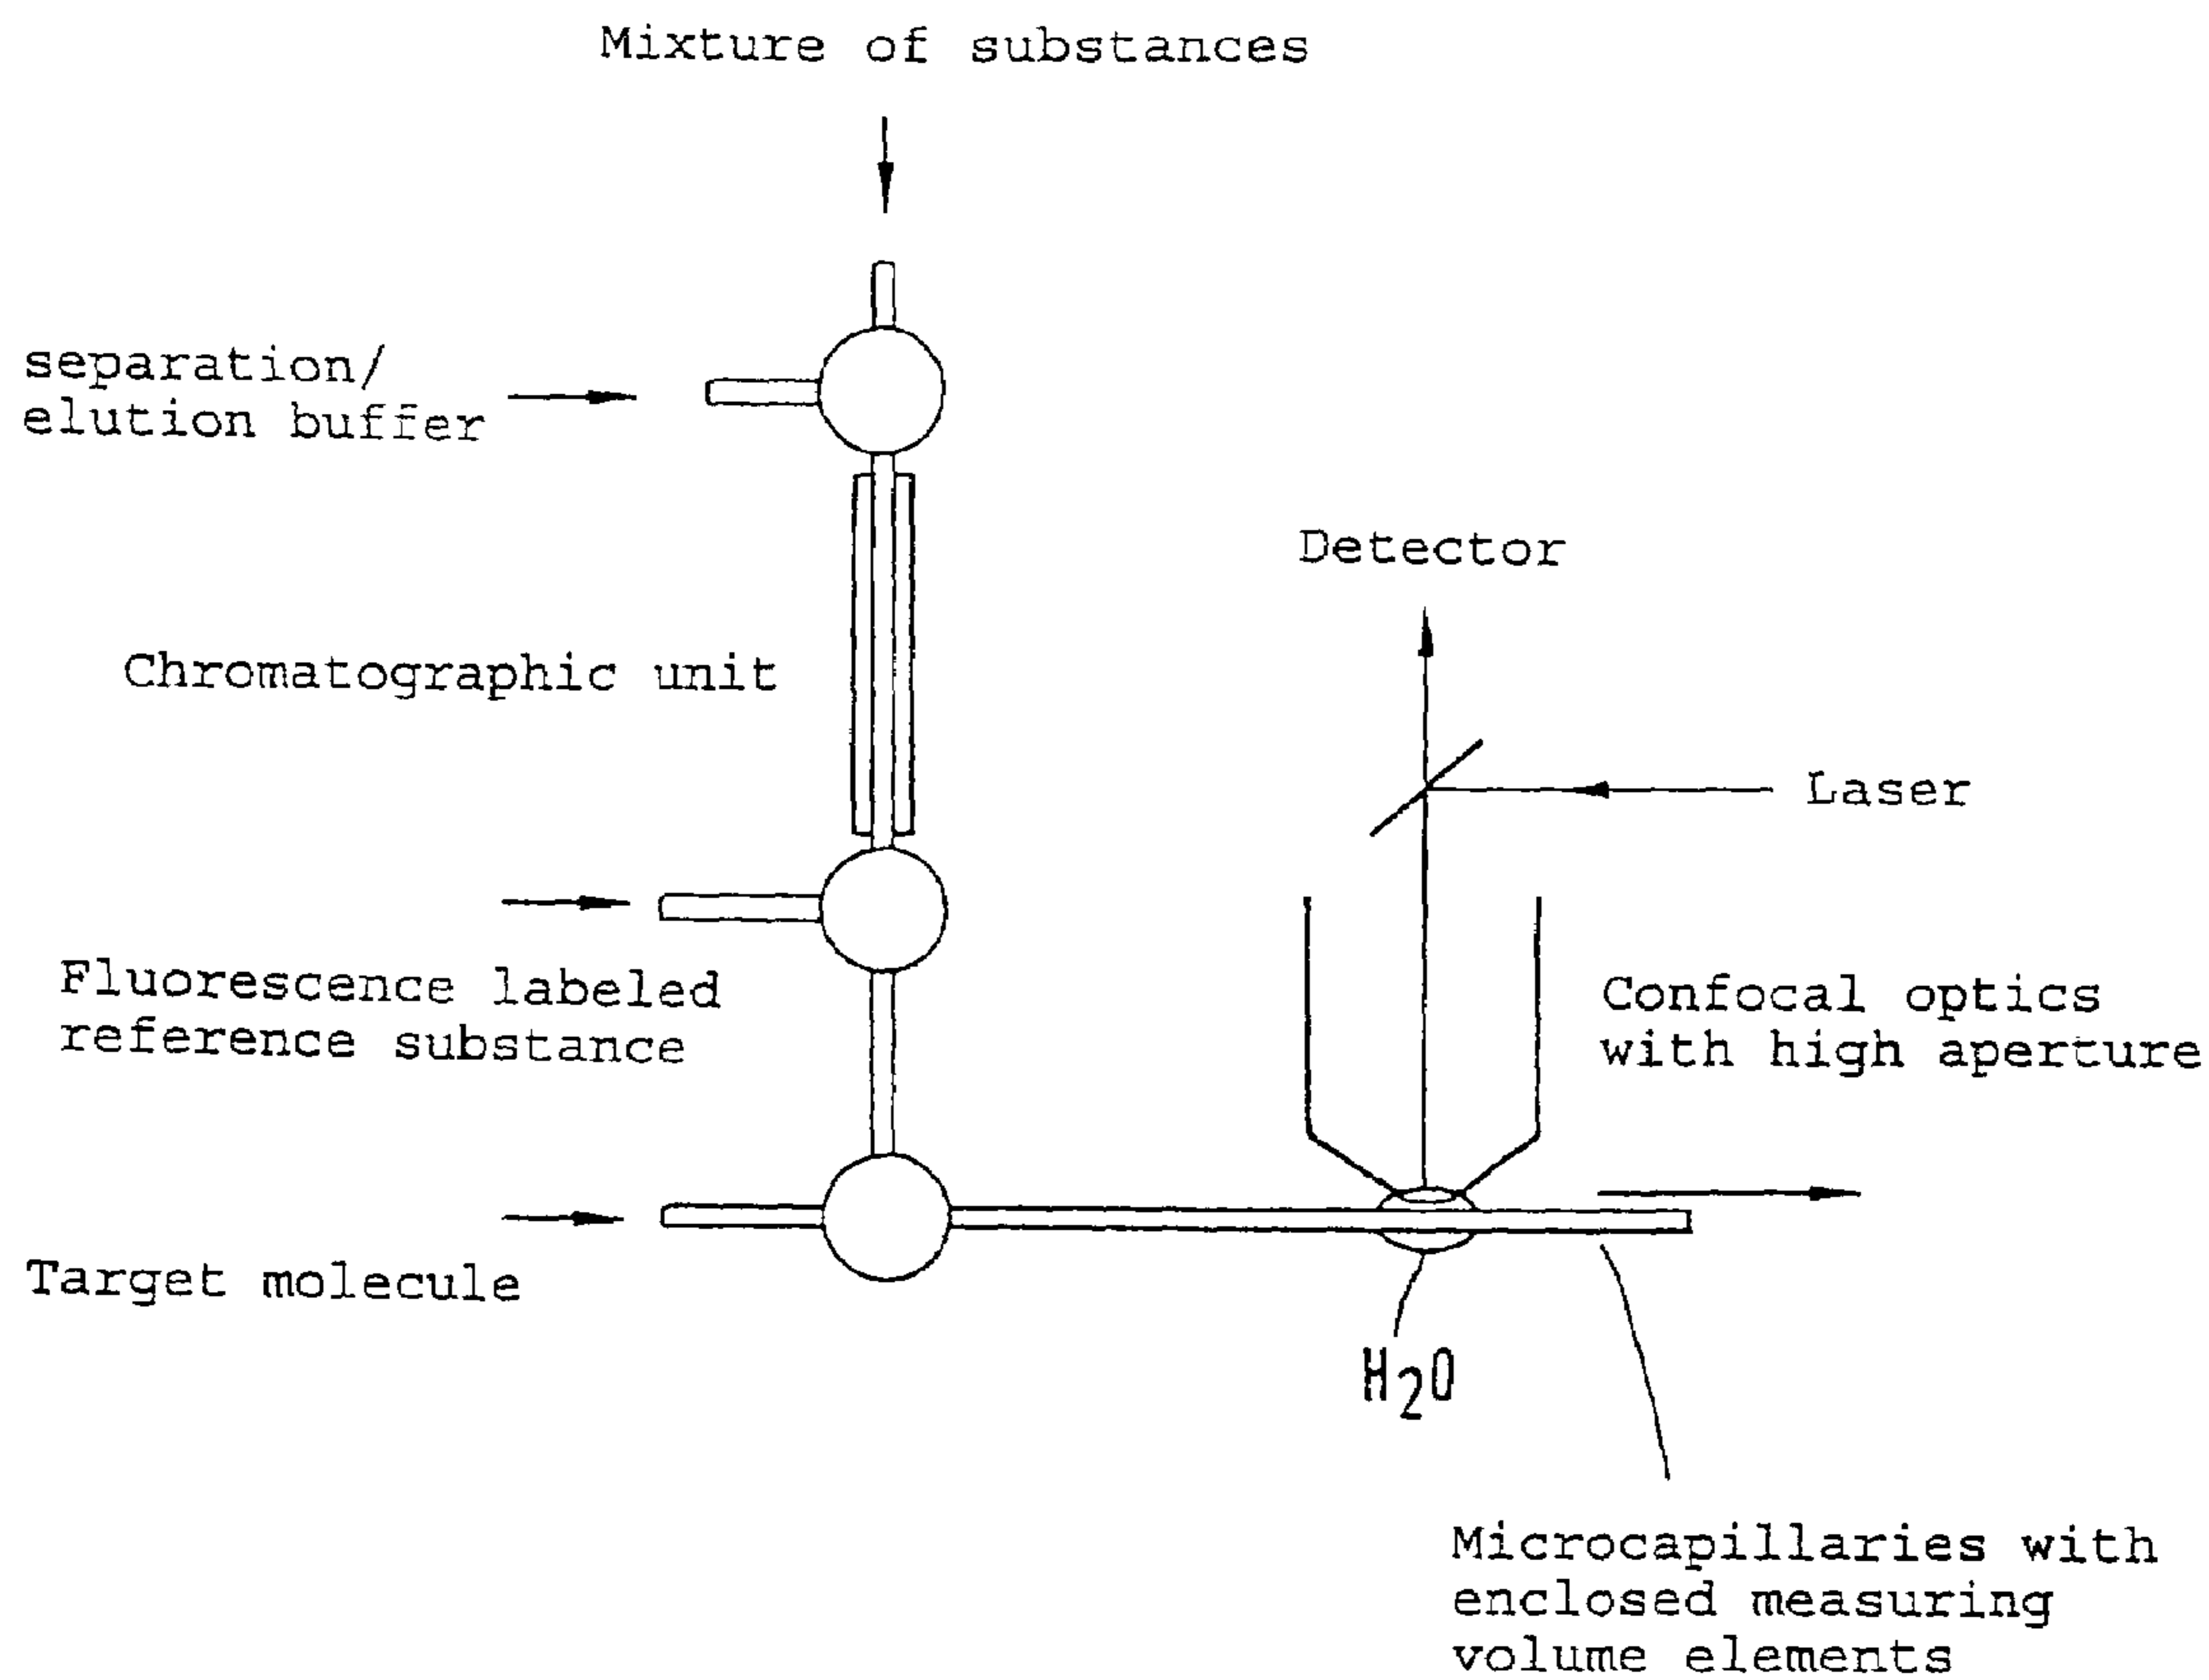 Mixture of substances
separation/
elution buffer
Detector
Chromatographic unit
Laser
Fluorescence labeled
reference substance
Confocal optics
with high aperture
Target molecule
H2O
Microcapillaries with
enclosed measuring
volume elements